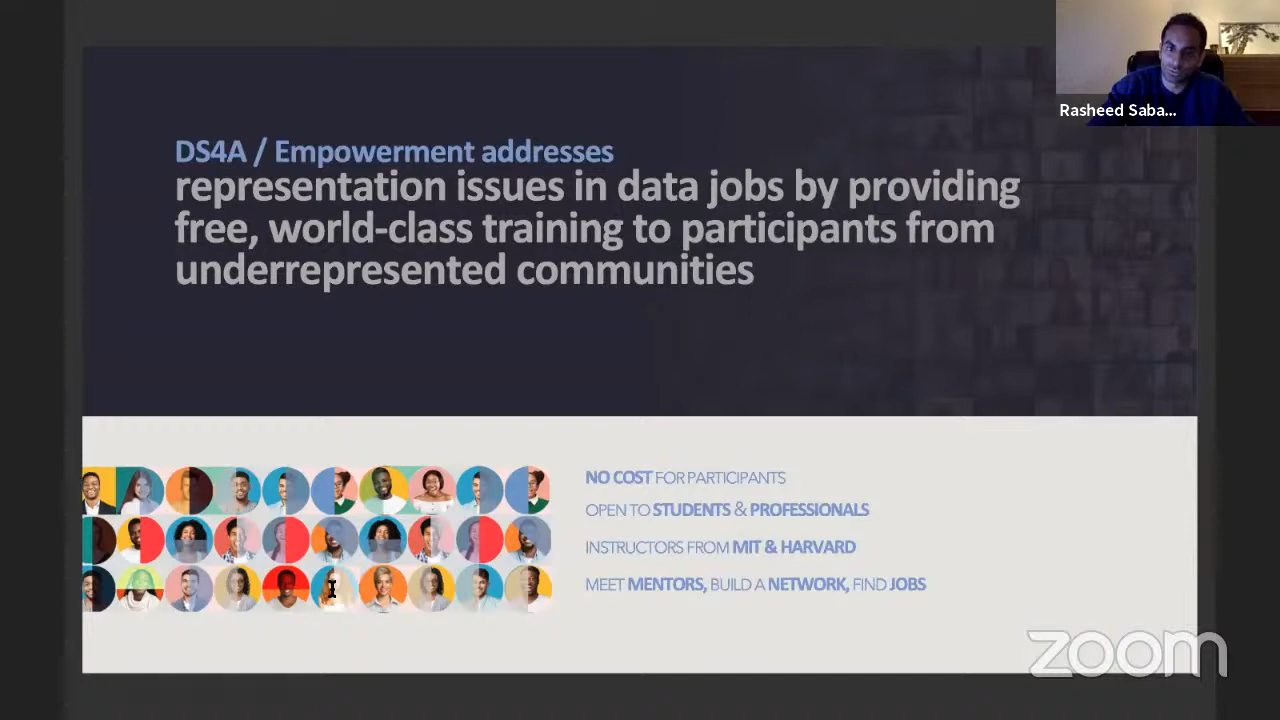 Rasheed Saba...
DS4A / Empowerment addresses
representation issues in data jobs by providing
free, world-class training to participants from
underrepresented communities
NO COST FOR PARTICIPANTS
OPEN TO STUDENTS & PROFESSIONALS
INSTRUCTORS FROM MIT & HARVARD
MEET MENTORS, BUILD A NETWORK, FIND JOBS
zoom